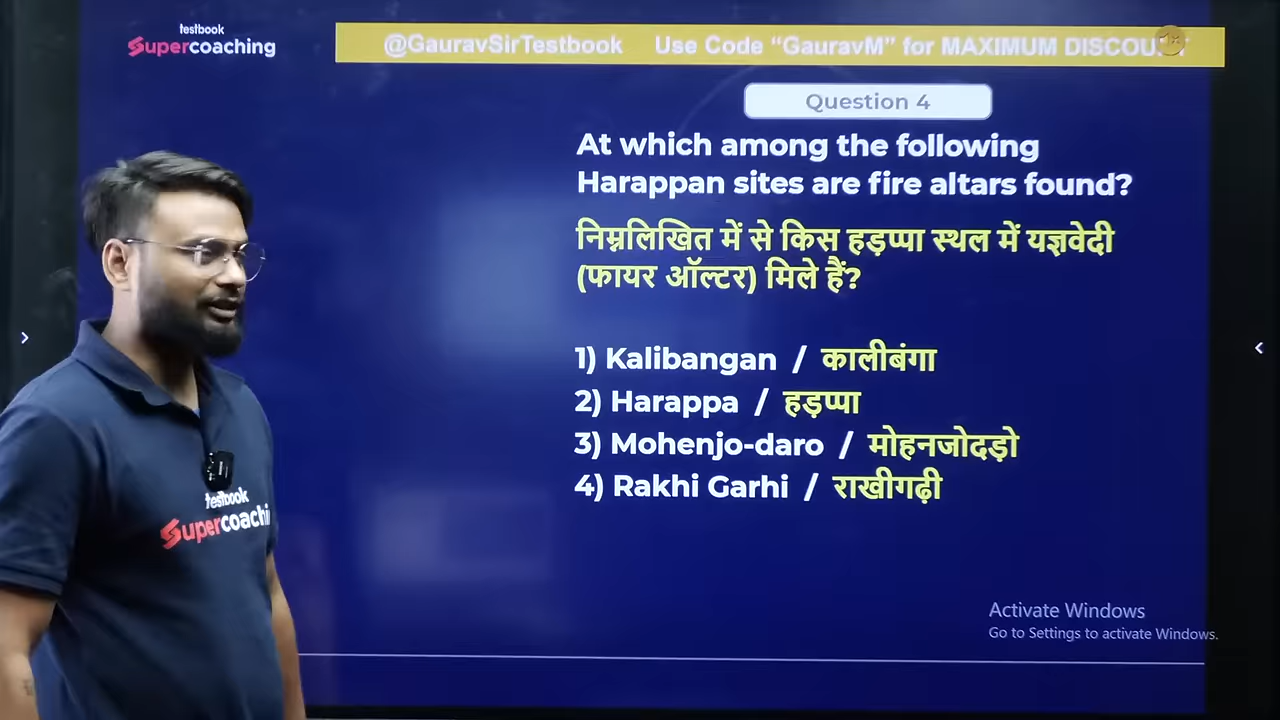 testbook
Supercoaching
@GauravSirTestbook Use Code “GauravM” for MAXIMUM
Question 4
At which among the following
Harappan sites are fire altars found?
निम्नलिखित में से किस हड़प्पा स्थल में यज्ञवेदी
(फायर ऑल्टर) मिले हैं?
1) Kalibangan / कालीबंगा
2) Harappa / हड़प्पा
3) Mohenjo-daro / मोहनजोदड़ो
4) Rakhi Garhi / राखीगढ़ी
testbook
Supercoachi
Activate Windows
Go to Settings to activate Windows.